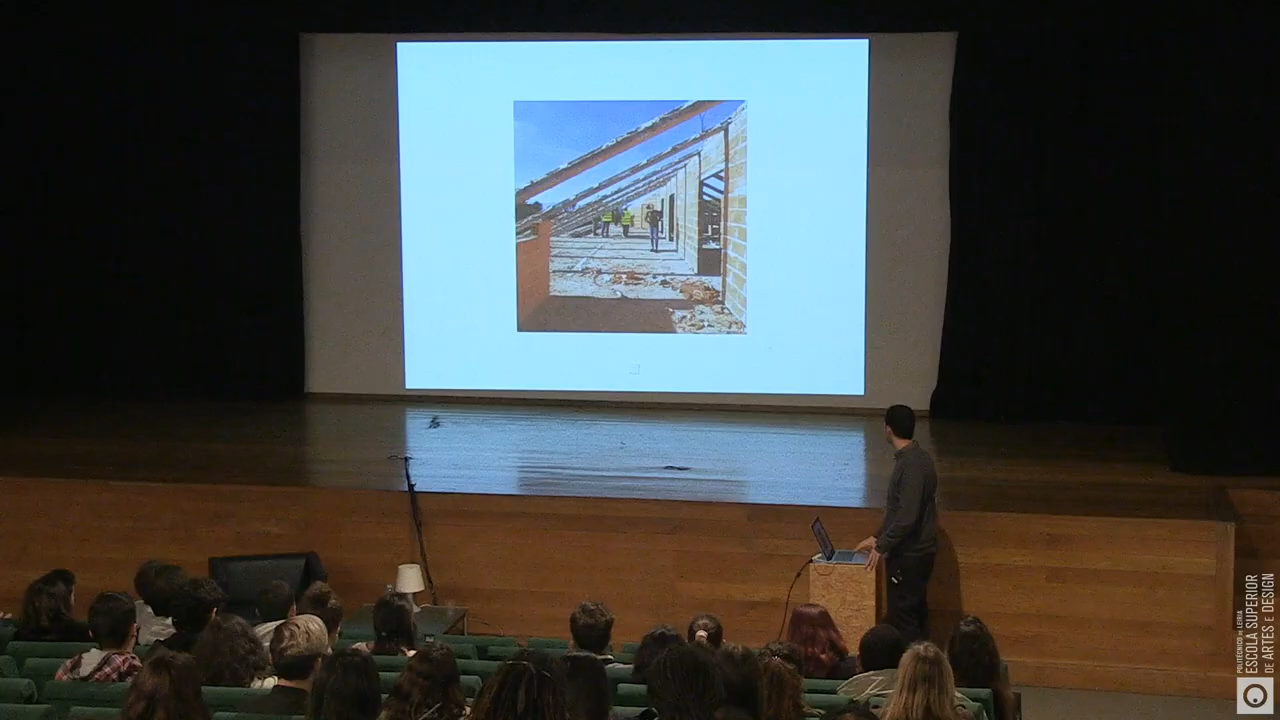 POLITÉCNICO DE LEIRIA
ESCOLA SUPERIOR
DE ARTES E DESIGN